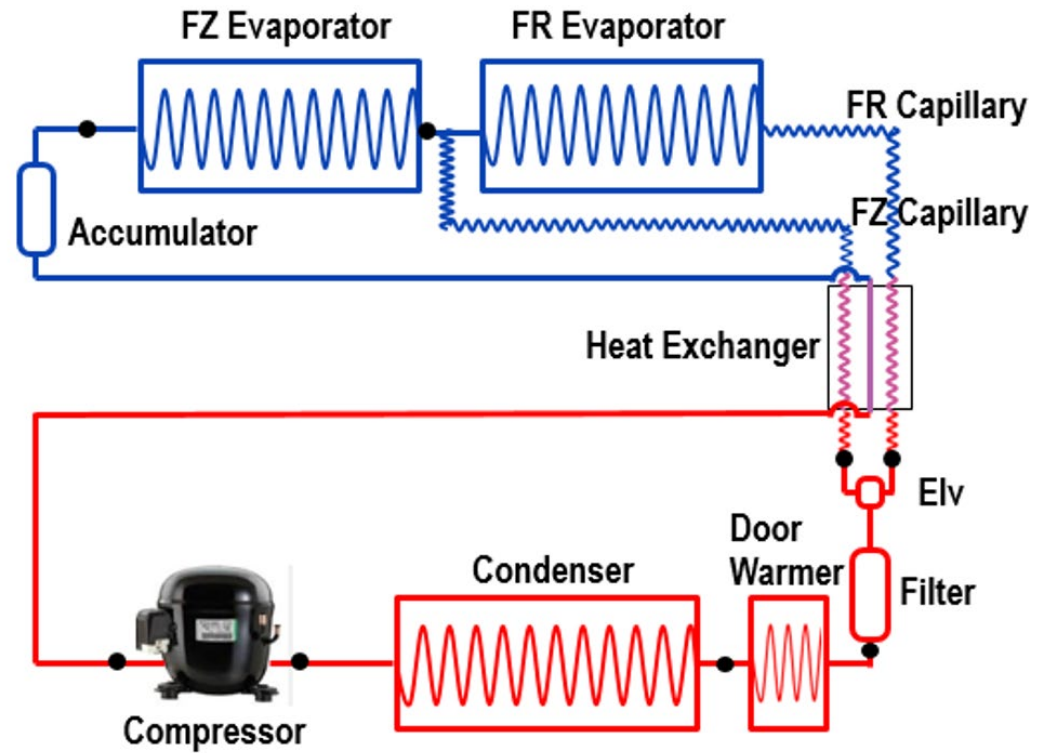 FZ Evaporator
FR Evaporator
FR Capillary
FZ Capillary
Accumulator
Heat Exchanger
Elv
Door
Warmer
Condenser
Filter
Compressor